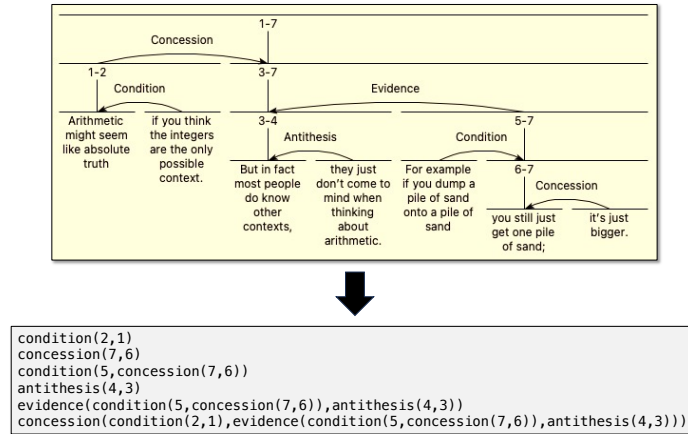 1-7
Concession
1-2
3-7
Condition
Evidence
Arithmetic
might seem
like absolute
truth
if you think
the integers
are the only
possible
context.
3-4
5-7
Antithesis
Condition
But in fact
most people
do know
other
contexts,
they just
don't come to
mind when
thinking
about
arithmetic.
For example
if you dump a
pile of sand
onto a pile of
sand
6-7
Concession
you still just
get one pile
of sand;
it's just
bigger.
condition(2,1)
concession(7,6)
condition(5,concession(7,6))
antithesis(4,3)
evidence(condition(5,concession(7,6)),antithesis(4,3))
concession(condition(2,1),evidence(condition(5,concession(7,6)),antithesis(4,3)))